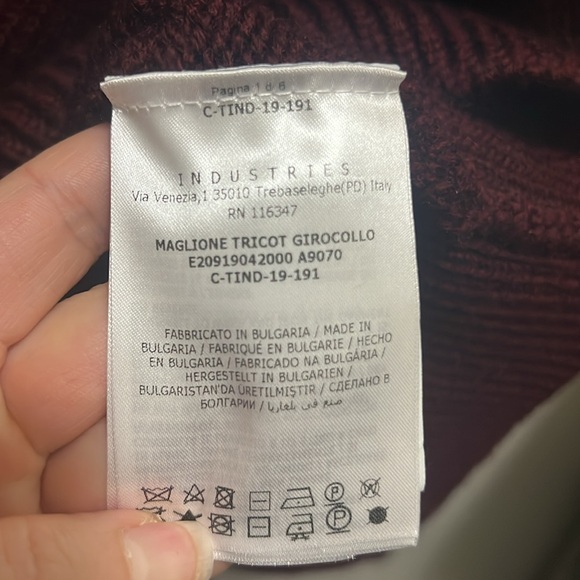 Pagina 1 di 8
C-TIND-19-191
INDUSTRIES
Via Venezia,1 35010 Trebaseleghe(PD) Italy
RN 116347
MAGLIONE TRICOT GIROCOLLO
E20919042000 A9070
C-TIND-19-191
FABBRICATO IN BULGARIA / MADE IN
BULGARIA / FABRIQUÉ EN BULGARIE / HECHO
EN BULGARIA / FABRICADO NA BULGÁRIA /
HERGESTELLT IN BULGARIEN /
BULGARISTAN'DA ÜRETILMIŞTIR / СДЕЛАНО В
БОЛГАРИИ / صنع في بلغاريا